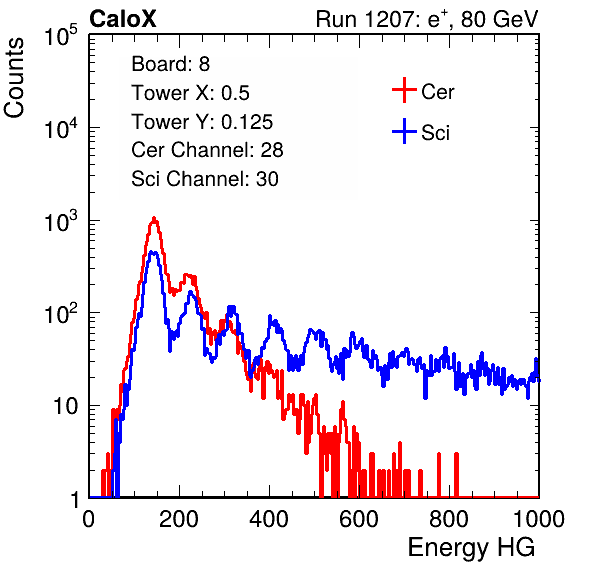 CaloX Run 1207: e⁺, 80 GeV
Counts
10⁵
10⁴
10³
10²
10
1
Board: 8
Tower X: 0.5
Tower Y: 0.125
Cer Channel: 28
Sci Channel: 30
Cer
Sci
0 200 400 600 800 1000
Energy HG